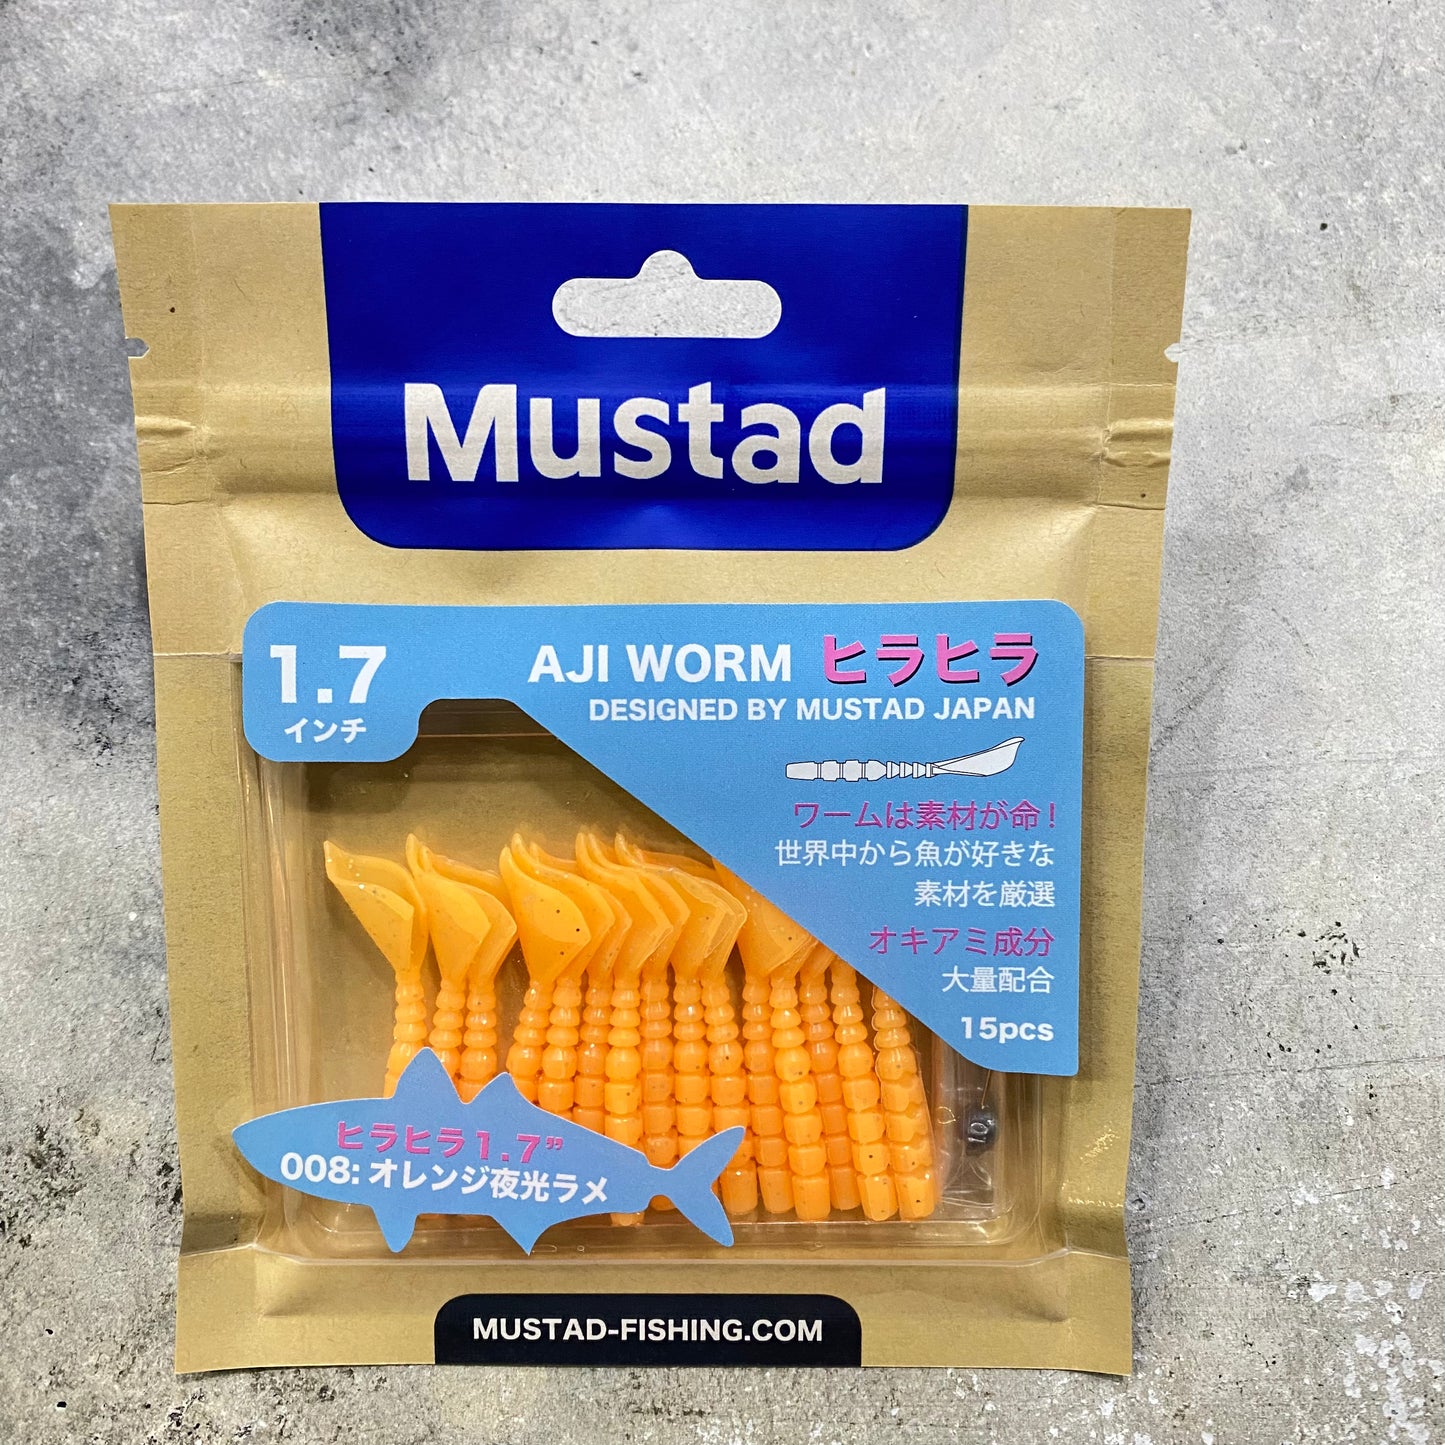 Mustad
1.7
インチ
AJI WORM ヒラヒラ
DESIGNED BY MUSTAD JAPAN
ワームは素材が命!
世界中から魚が好きな
素材を厳選
オキアミ成分
大量配合
15pcs
10
ヒラヒラ1.7”
008: オレンジ夜光ラメ
MUSTAD-FISHING.COM